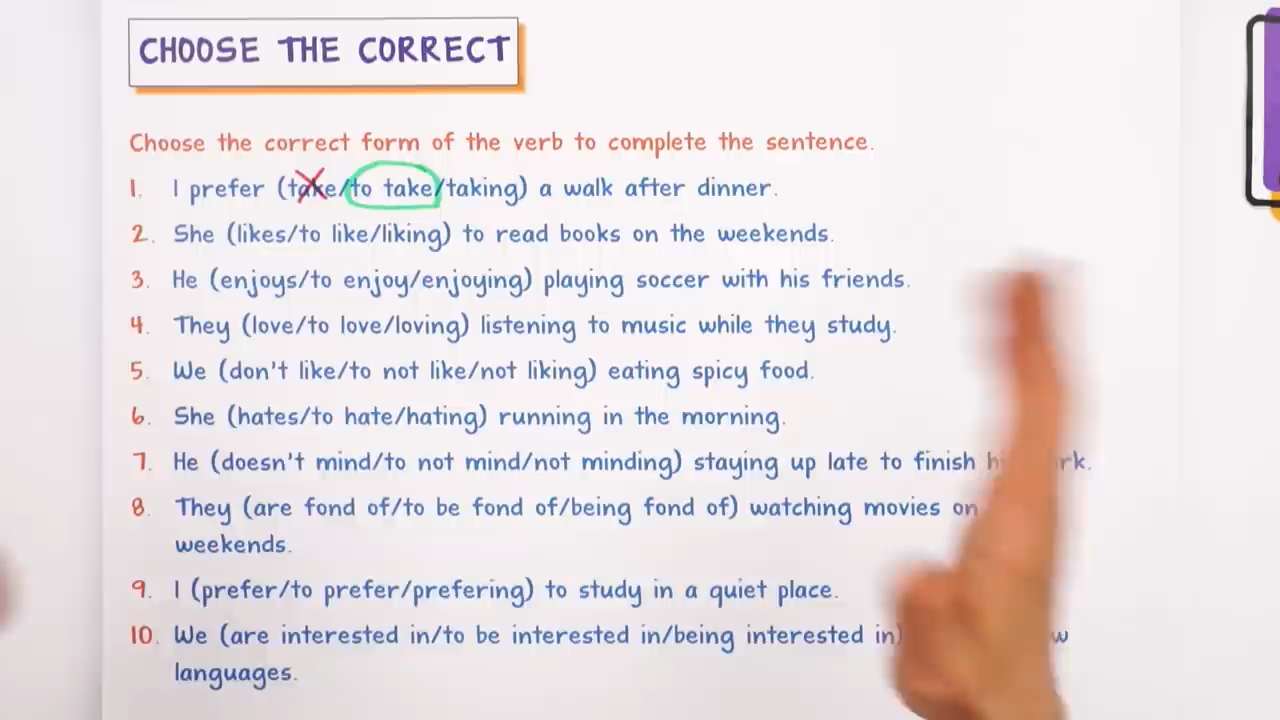 CHOOSE THE CORRECT
Choose the correct form of the verb to complete the sentence.
1. I prefer (take/to take/taking) a walk after dinner.
2. She (likes/to like/liking) to read books on the weekends.
3. He (enjoys/to enjoy/enjoying) playing soccer with his friends.
4. They (love/to love/loving) listening to music while they study.
5. We (don't like/to not like/not liking) eating spicy food.
6. She (hates/to hate/hating) running in the morning.
7. He (doesn't mind/to not mind/not minding) staying up late to finish
8. They (are fond of/to be fond of/being fond of) watching movies on
weekends.
9. I (prefer/to prefer/prefering) to study in a quiet place.
10. We (are interested in/to be interested in/being interested in)
languages.